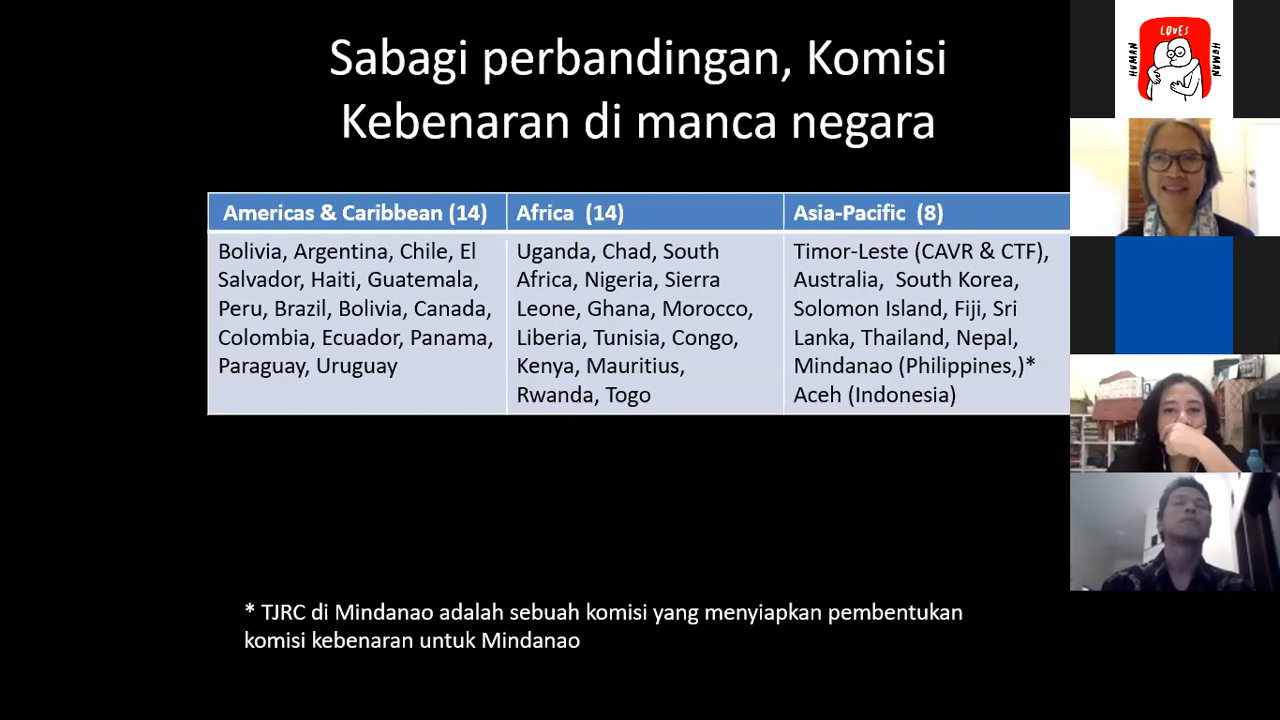 Sabagi perbandingan, Komisi
Kebenaran di manca negara
Americas & Caribbean (14)
Bolivia, Argentina, Chile, El
Salvador, Haiti, Guatemala,
Peru, Brazil, Bolivia, Canada,
Colombia, Ecuador, Panama,
Paraguay, Uruguay
Africa (14)
Uganda, Chad, South
Africa, Nigeria, Sierra
Leone, Ghana, Morocco,
Liberia, Tunisia, Congo,
Kenya, Mauritius,
Rwanda, Togo
Asia-Pacific (8)
Timor-Leste (CAVR & CTF),
Australia, South Korea,
Solomon Island, Fiji, Sri
Lanka, Thailand, Nepal,
Mindanao (Philippines,)*
Aceh (Indonesia)
* TJRC di Mindanao adalah sebuah komisi yang menyiapkan pembentukan
komisi kebenaran untuk Mindanao
HUMAN
LOVES
HUMAN